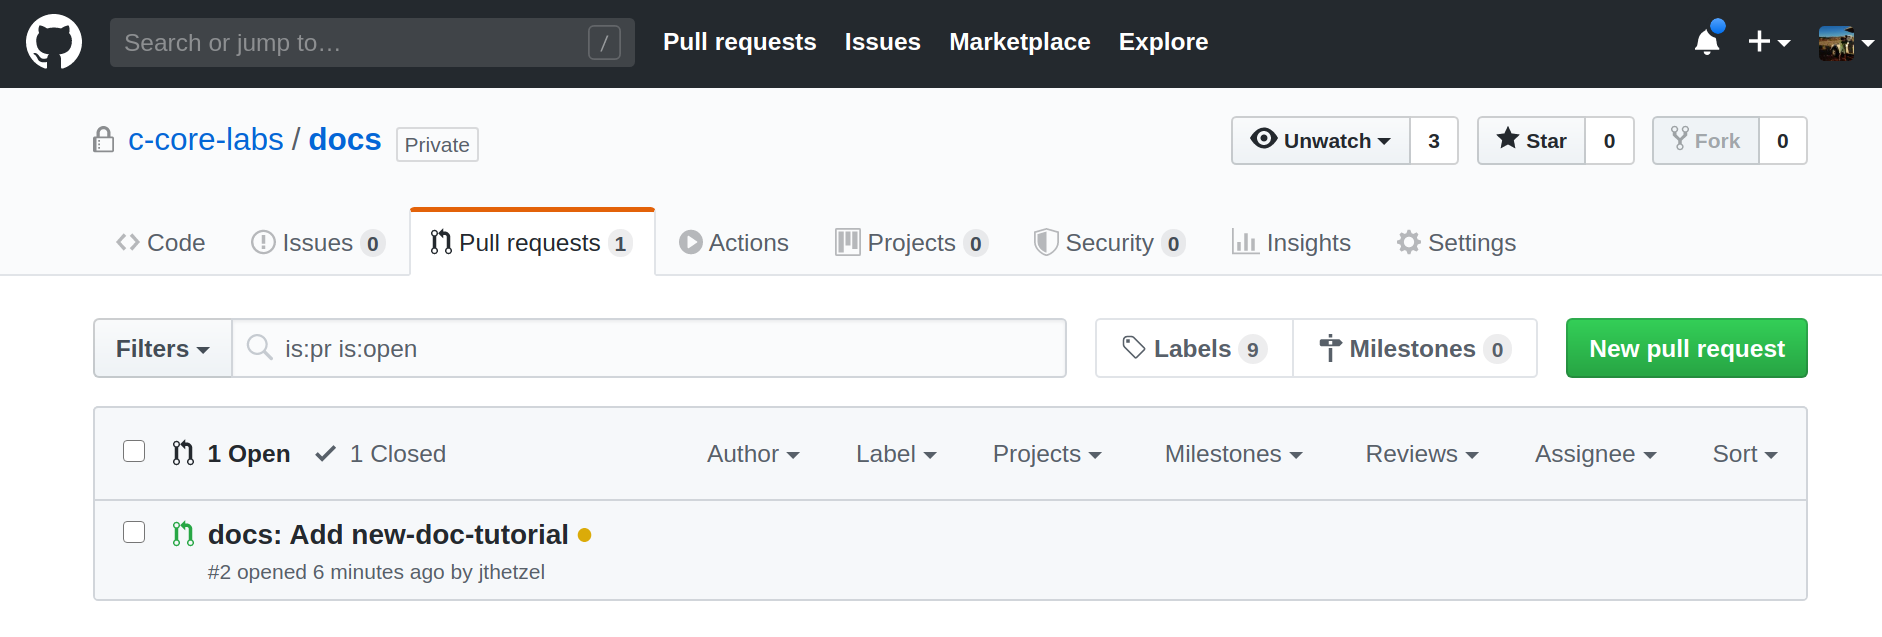 Search or jump to… / Pull requests Issues Marketplace Explore
c-core-labs / docs Private Unwatch 3 Star 0 Fork 0
Code Issues 0 Pull requests 1 Actions Projects 0 Security 0 Insights Settings
Filters is:pr is:open Labels 9 Milestones 0 New pull request
1 Open 1 Closed Author Label Projects Milestones Reviews Assignee Sort
docs: Add new-doc-tutorial
#2 opened 6 minutes ago by jthetzel